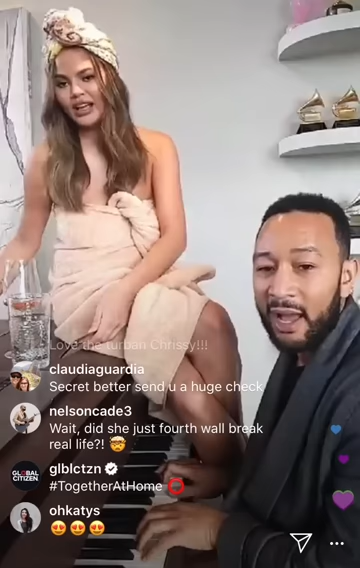 Love the turban Chrissy!!!
claudiaguardia
Secret better send u a huge check
nelsoncade3
Wait, did she just fourth wall break
real life?! 🤯
GLOBAL
CITIZEN
glblctzn
#TogetherAtHome ⭕
ohkatys
😍😍😍